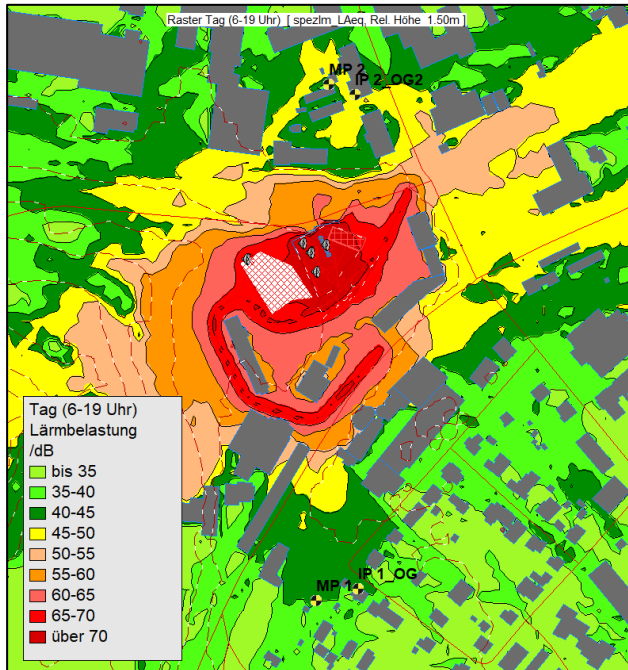 Raster Tag (6-19 Uhr) [ spezlm_LAeq, Rel. Höhe 1.50m ]
MP 2
IP 2_OG2
Tag (6-19 Uhr)
Lärmbelastung
/dB
bis 35
35-40
40-45
45-50
50-55
55-60
60-65
65-70
über 70
IP 1_OG
MP 1